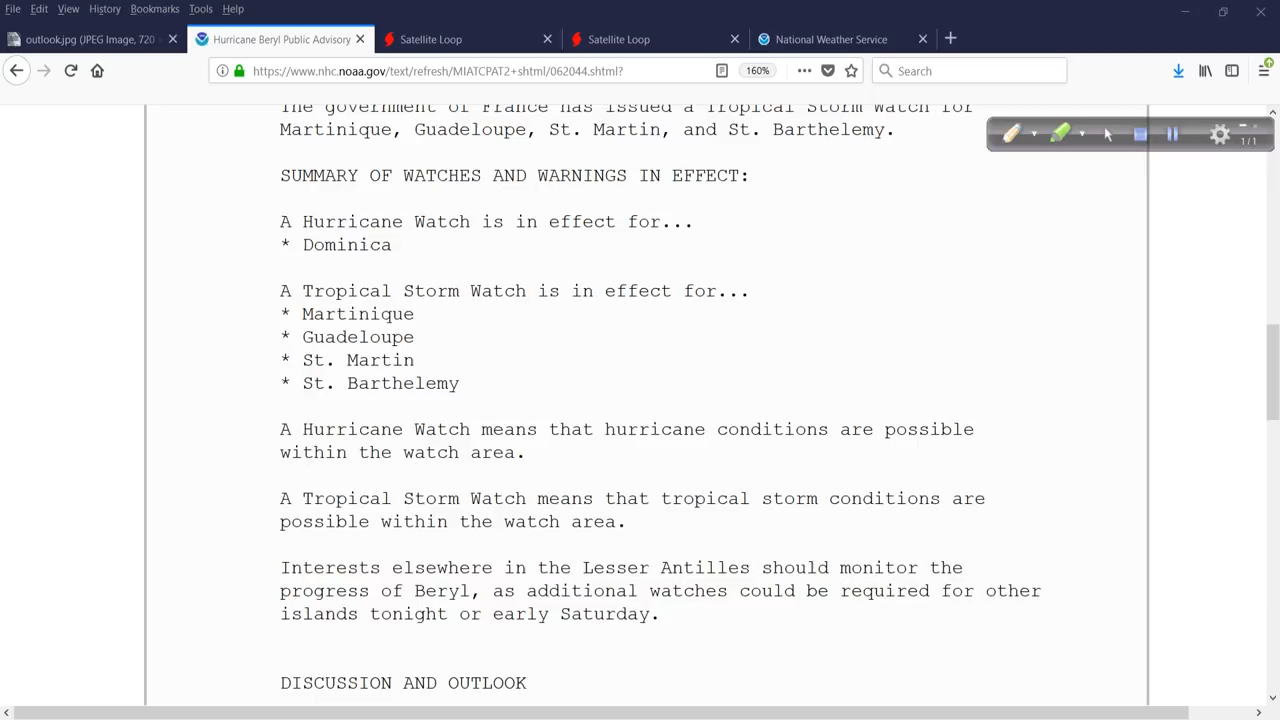 File Edit View History Bookmarks Tools Help
outlook.jpg (JPEG Image, 720
Hurricane Beryl Public Advisory
Satellite Loop
Satellite Loop
National Weather Service
https://www.nhc.noaa.gov/text/refresh/MIATCPAT2+shtml/062044.shtml?
160%
Search
The government of France has issued a Tropical Storm Watch for
Martinique, Guadeloupe, St. Martin, and St. Barthelemy.
1/1
SUMMARY OF WATCHES AND WARNINGS IN EFFECT:
A Hurricane Watch is in effect for...
* Dominica
A Tropical Storm Watch is in effect for...
* Martinique
* Guadeloupe
* St. Martin
* St. Barthelemy
A Hurricane Watch means that hurricane conditions are possible
within the watch area.
A Tropical Storm Watch means that tropical storm conditions are
possible within the watch area.
Interests elsewhere in the Lesser Antilles should monitor the
progress of Beryl, as additional watches could be required for other
islands tonight or early Saturday.
DISCUSSION AND OUTLOOK